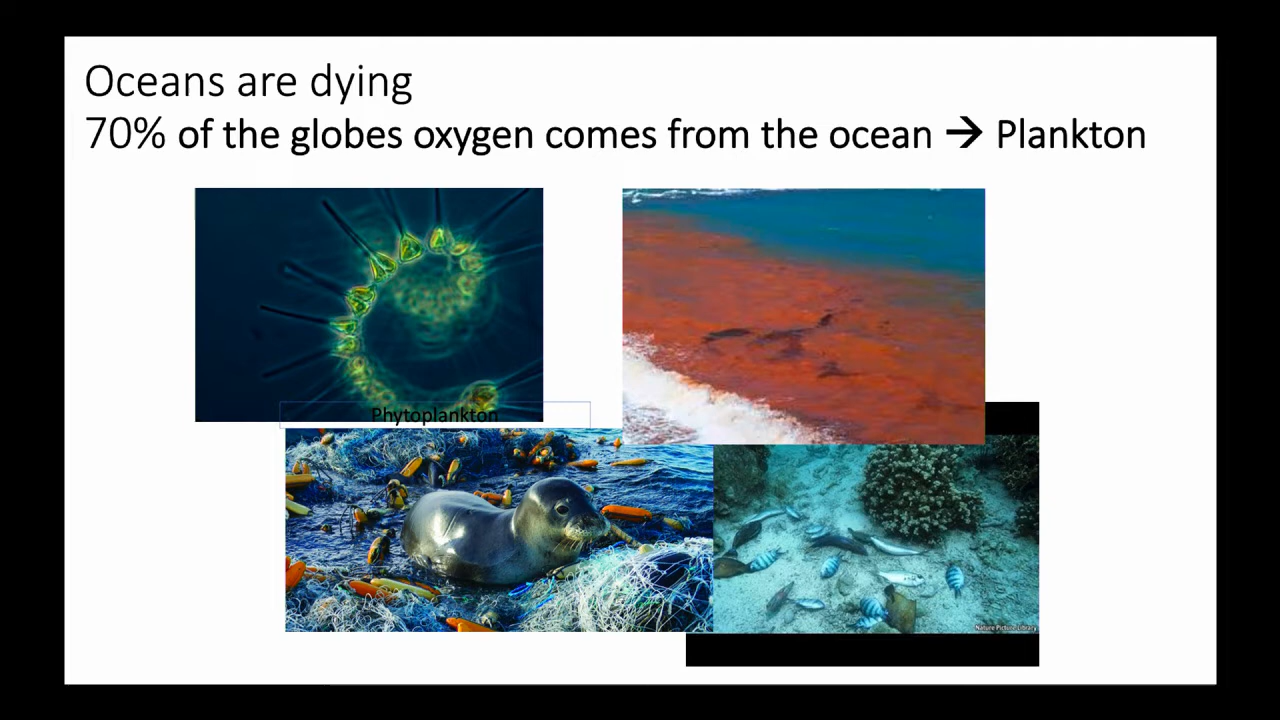 Oceans are dying
70% of the globes oxygen comes from the ocean → Plankton
Phytoplankton
Nature Picture Library